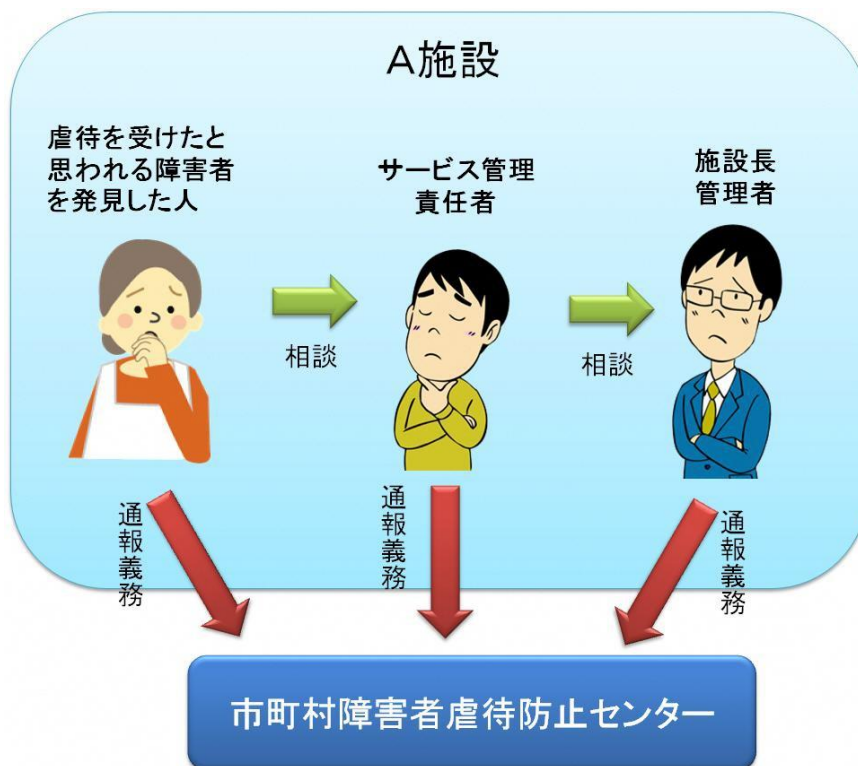 A施設
虐待を受けたと
思われる障害者
を発見した人
サービス管理
責任者
施設長
管理者
相談
相談
通報義務
通報義務
通報義務
市町村障害者虐待防止センター